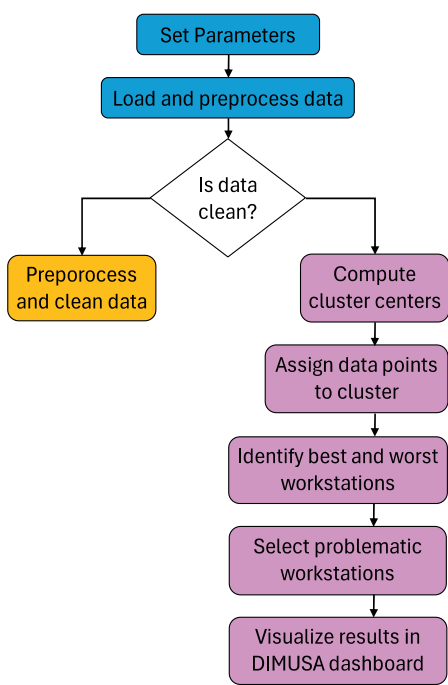 Set Parameters
Load and preprocess data
Is data
clean?
Preporocess
and clean data
Compute
cluster centers
Assign data points
to cluster
Identify best and worst
workstations
Select problematic
workstations
Visualize results in
DIMUSA dashboard